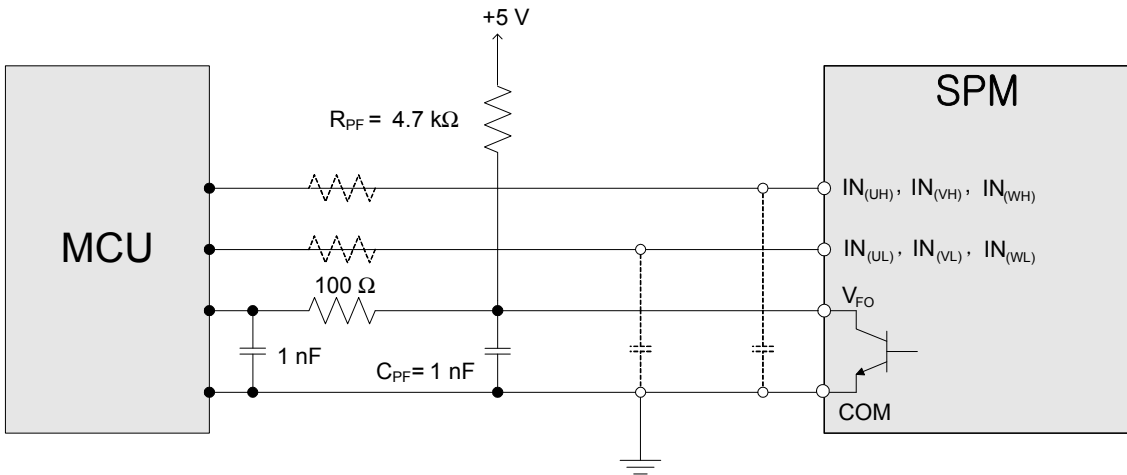 +5 V
SPM
R_PF = 4.7 kΩ
MCU
IN_(UH), IN_(VH), IN_(WH)
IN_(UL), IN_(VL), IN_(WL)
100 Ω
V_FO
1 nF
C_PF = 1 nF
COM